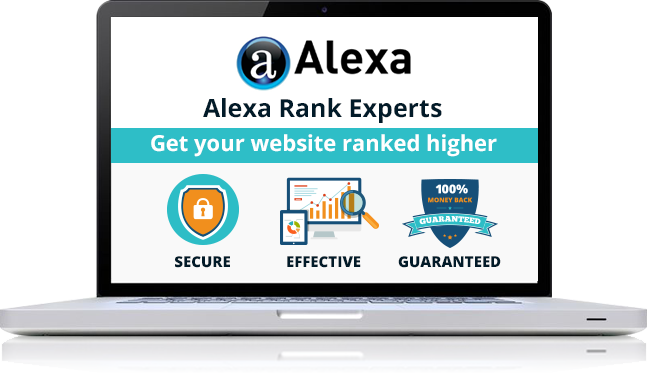 a Alexa
Alexa Rank Experts
Get your website ranked higher
100%
MONEY BACK
GUARANTEED
SECURE
EFFECTIVE
GUARANTEED